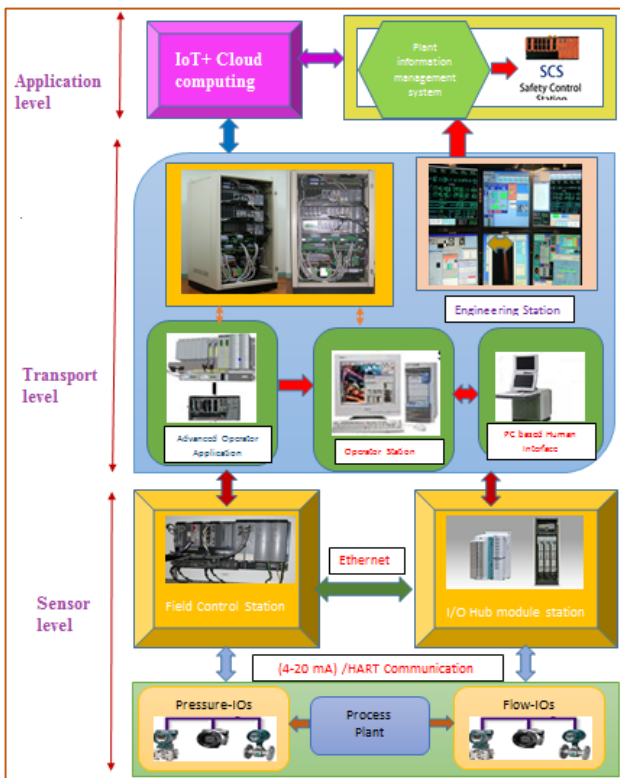 Application
level
IoT+ Cloud
computing
Plant
information
management
system
SCS
Safety Control
Station
Transport
level
Engineering Station
Advanced Operator
Application
Operator Station
PC based Human
Interface
Sensor
level
Field Control Station
Ethernet
I/O Hub module station
(4-20 mA) /HART Communication
Pressure-IOs
Process
Plant
Flow-IOs